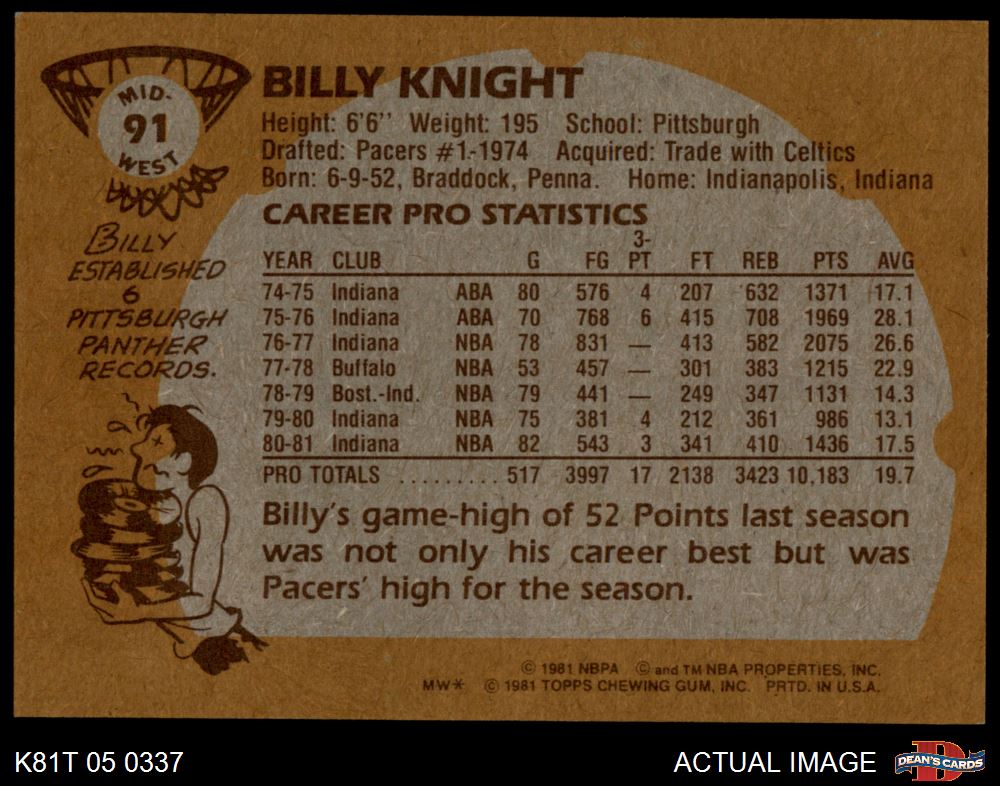 MID-
91
WEST
BILLY KNIGHT
Height: 6'6'' Weight: 195 School: Pittsburgh
Drafted: Pacers #1-1974 Acquired: Trade with Celtics
Born: 6-9-52, Braddock, Penna. Home: Indianapolis, Indiana
BILLY
ESTABLISHED
6
PITTSBURGH
PANTHER
RECORDS.
CAREER PRO STATISTICS
YEAR CLUB G FG 3-PT FT REB PTS AVG
74-75 Indiana ABA 80 576 4 207 632 1371 17.1
75-76 Indiana ABA 70 768 6 415 708 1969 28.1
76-77 Indiana NBA 78 831 — 413 582 2075 26.6
77-78 Buffalo NBA 53 457 — 301 383 1215 22.9
78-79 Bost.-Ind. NBA 79 441 — 249 347 1131 14.3
79-80 Indiana NBA 75 381 4 212 361 986 13.1
80-81 Indiana NBA 82 543 3 341 410 1436 17.5
PRO TOTALS ......... 517 3997 17 2138 3423 10,183 19.7
Billy's game-high of 52 Points last season
was not only his career best but was
Pacers' high for the season.
© 1981 NBPA © and TM NBA PROPERTIES, INC.
MW* © 1981 TOPPS CHEWING GUM, INC. PRTD. IN U.S.A.
K81T 05 0337
ACTUAL IMAGE
D
DEAN'S CARDS